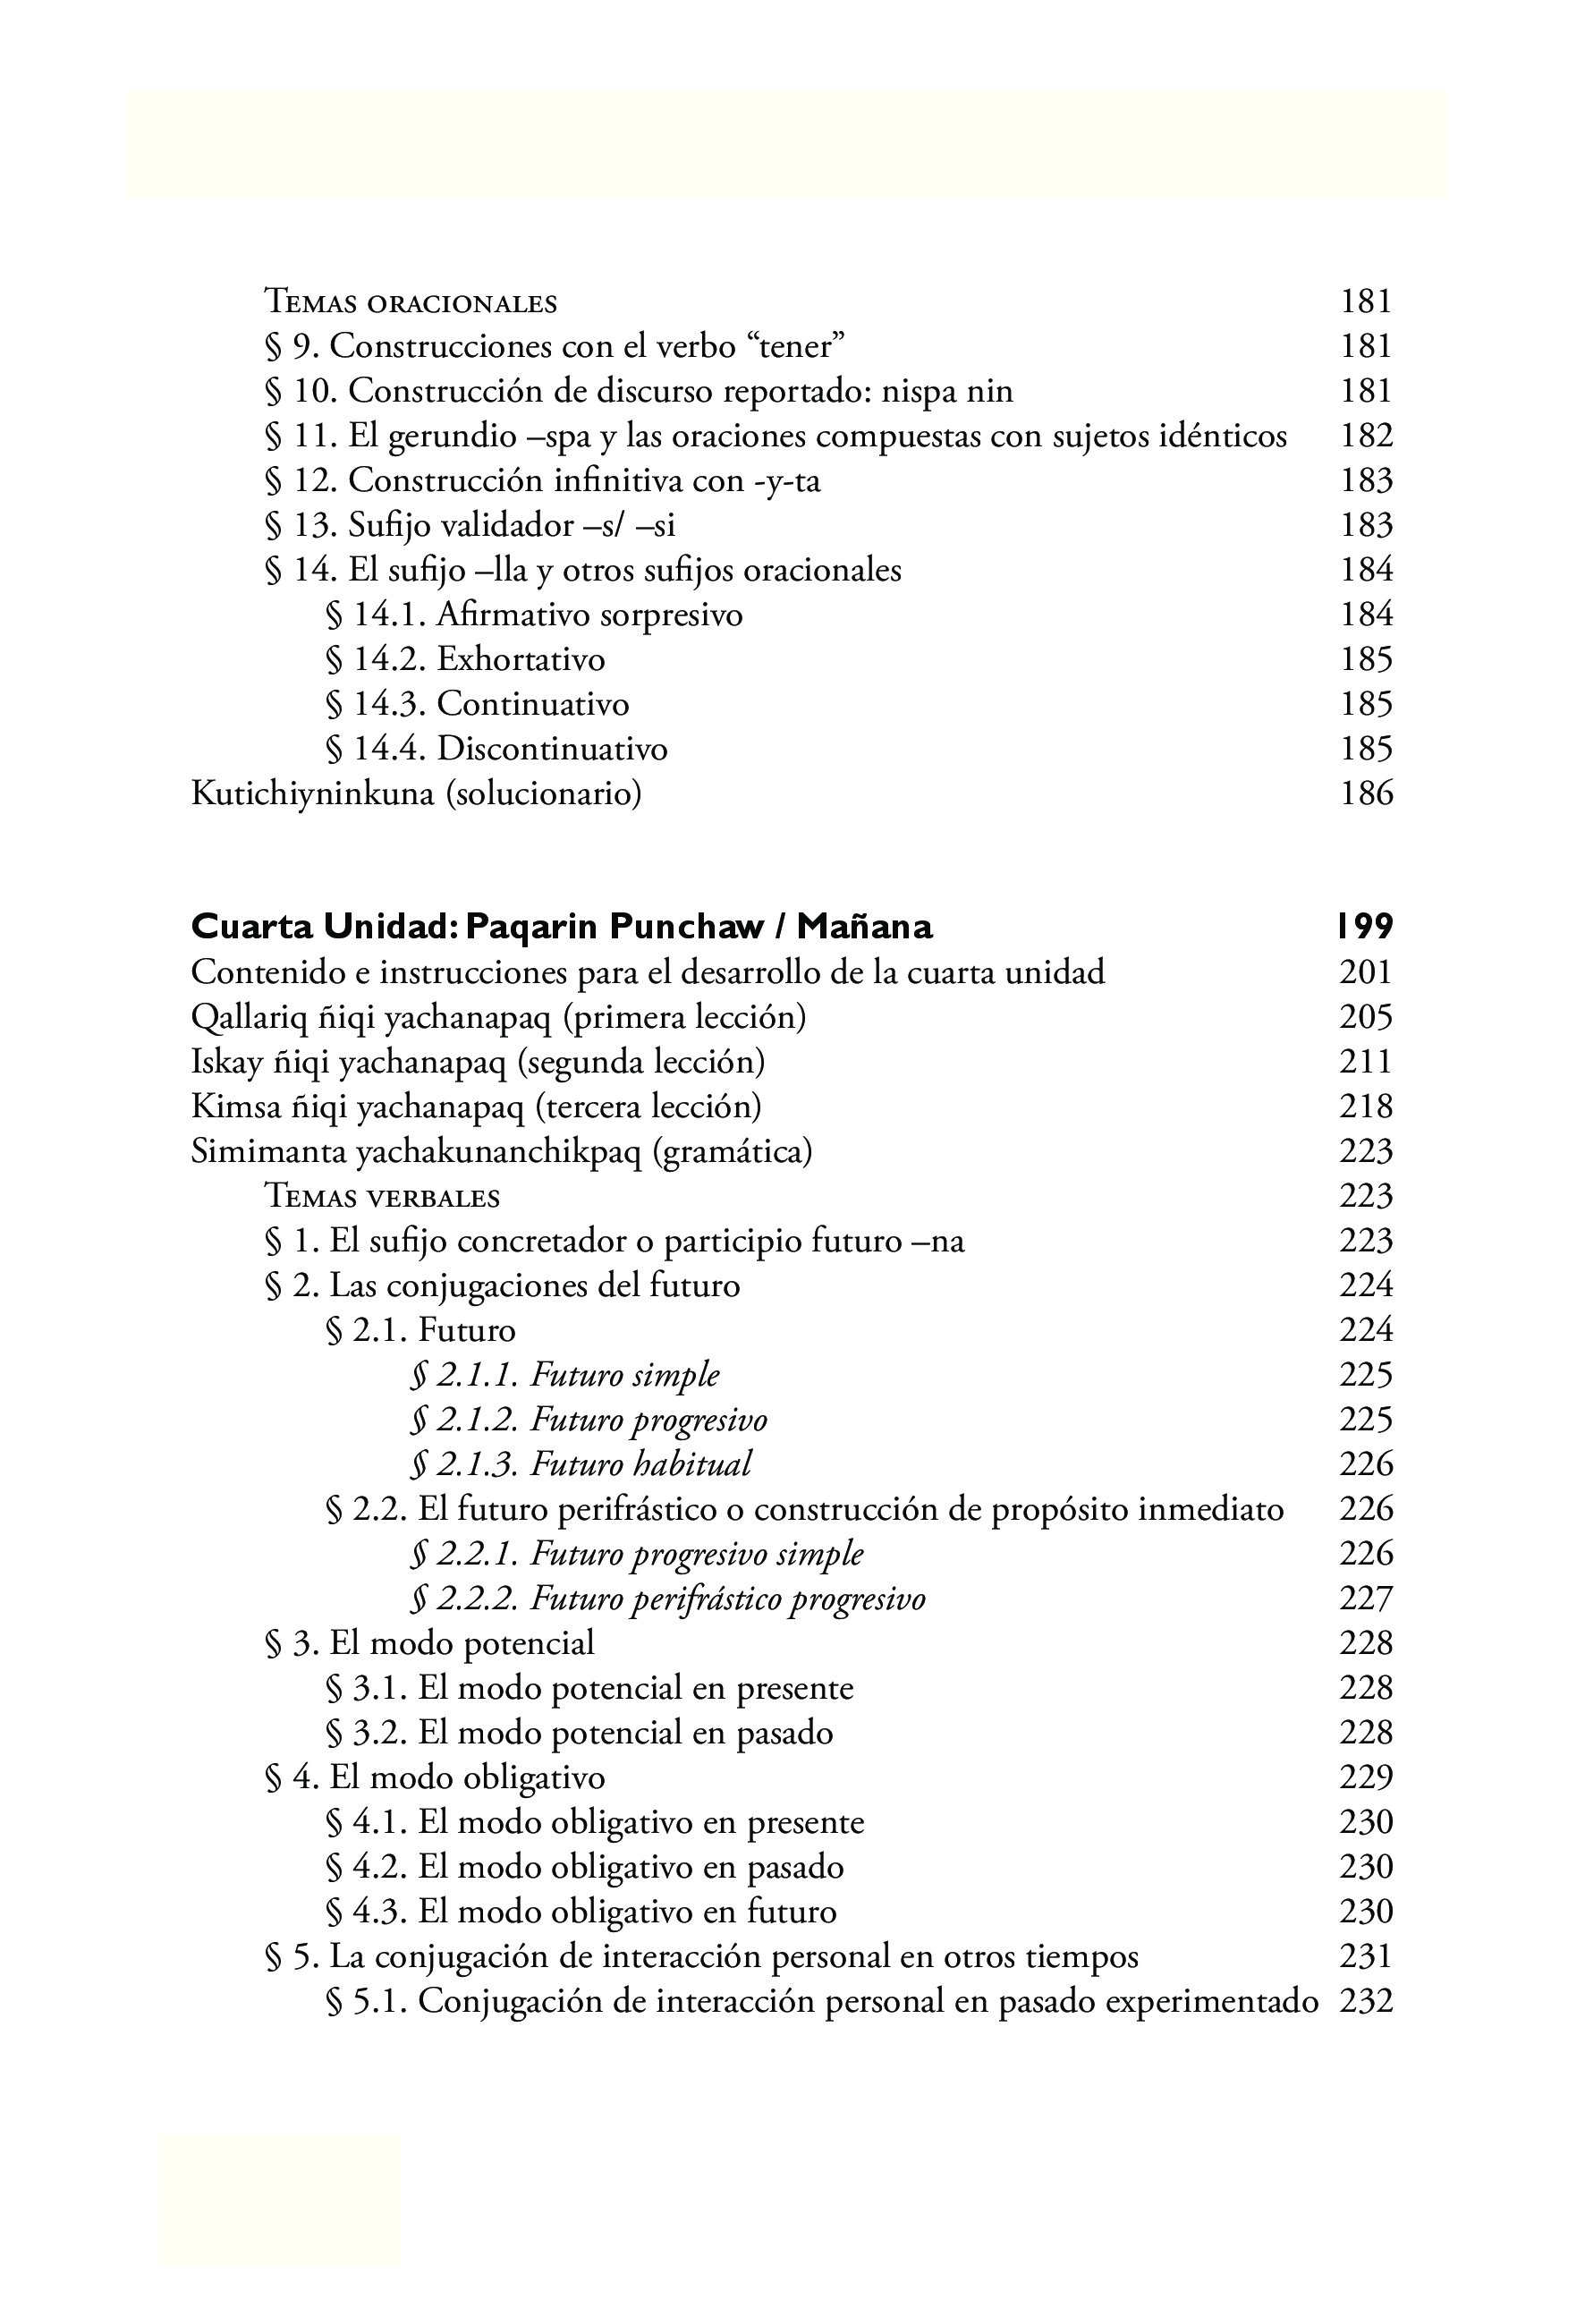 Temas oracionales 181
§ 9. Construcciones con el verbo “tener” 181
§ 10. Construcción de discurso reportado: nispa nin 181
§ 11. El gerundio –spa y las oraciones compuestas con sujetos idénticos 182
§ 12. Construcción infinitiva con -y-ta 183
§ 13. Sufijo validador –s/ –si 183
§ 14. El sufijo –lla y otros sufijos oracionales 184
§ 14.1. Afirmativo sorpresivo 184
§ 14.2. Exhortativo 185
§ 14.3. Continuativo 185
§ 14.4. Discontinuativo 185
Kutichiyninkuna (solucionario) 186
Cuarta Unidad: Paqarin Punchaw / Mañana 199
Contenido e instrucciones para el desarrollo de la cuarta unidad 201
Qallariq ñiqi yachanapaq (primera lección) 205
Iskay ñiqi yachanapaq (segunda lección) 211
Kimsa ñiqi yachanapaq (tercera lección) 218
Simimanta yachakunanchikpaq (gramática) 223
Temas verbales 223
§ 1. El sufijo concretador o participio futuro –na 223
§ 2. Las conjugaciones del futuro 224
§ 2.1. Futuro 224
§ 2.1.1. Futuro simple 225
§ 2.1.2. Futuro progresivo 225
§ 2.1.3. Futuro habitual 226
§ 2.2. El futuro perifrástico o construcción de propósito inmediato 226
§ 2.2.1. Futuro progresivo simple 226
§ 2.2.2. Futuro perifrástico progresivo 227
§ 3. El modo potencial 228
§ 3.1. El modo potencial en presente 228
§ 3.2. El modo potencial en pasado 228
§ 4. El modo obligativo 229
§ 4.1. El modo obligativo en presente 230
§ 4.2. El modo obligativo en pasado 230
§ 4.3. El modo obligativo en futuro 230
§ 5. La conjugación de interacción personal en otros tiempos 231
§ 5.1. Conjugación de interacción personal en pasado experimentado 232